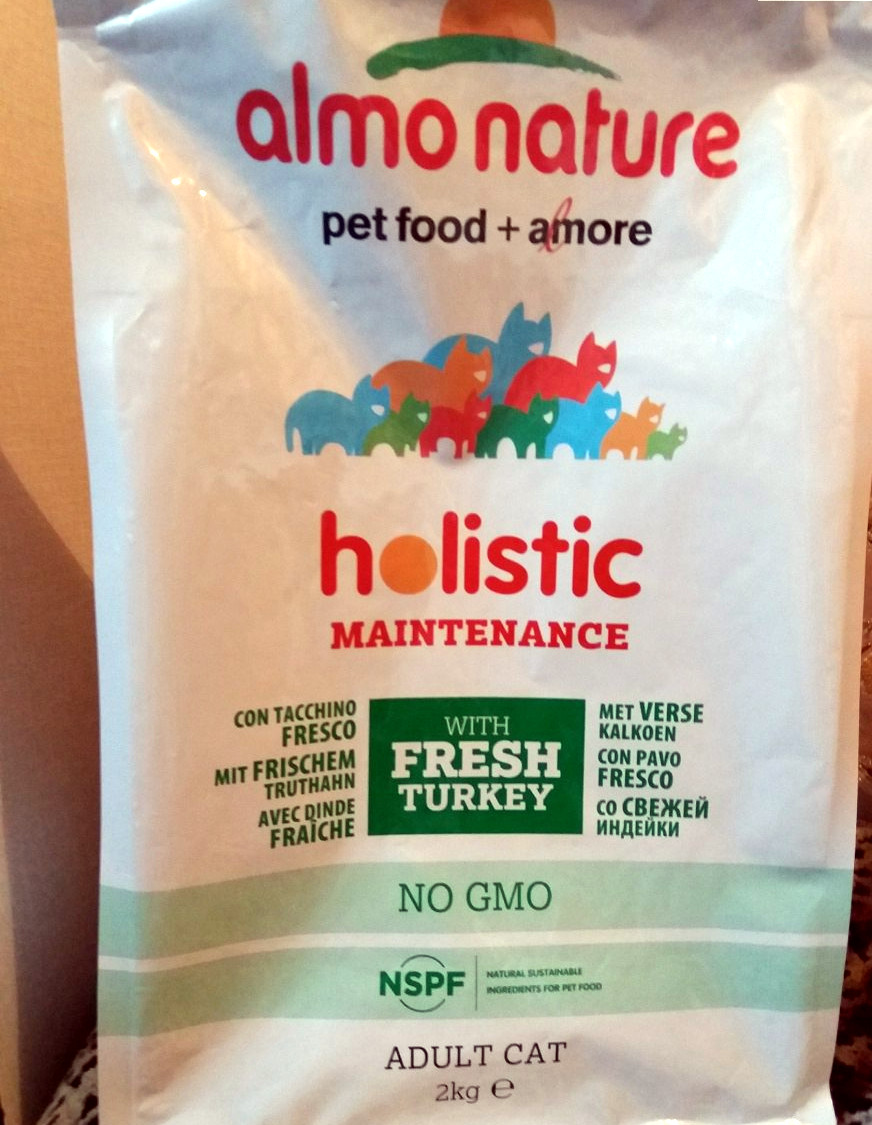 almo nature
pet food + almore
holistic
MAINTENANCE
CON TACCHINO
FRESCO
MIT FRISCHEM
TRUTHAHN
AVEC DINDE
FRAÎCHE
WITH
FRESH
TURKEY
MET VERSE
KALKOEN
CON PAVO
FRESCO
CO СВЕЖЕЙ
ИНДЕЙКИ
NO GMO
NSPF
NATURAL SUSTAINABLE
INGREDIENTS FOR PET FOOD
ADULT CAT
2kg ℮